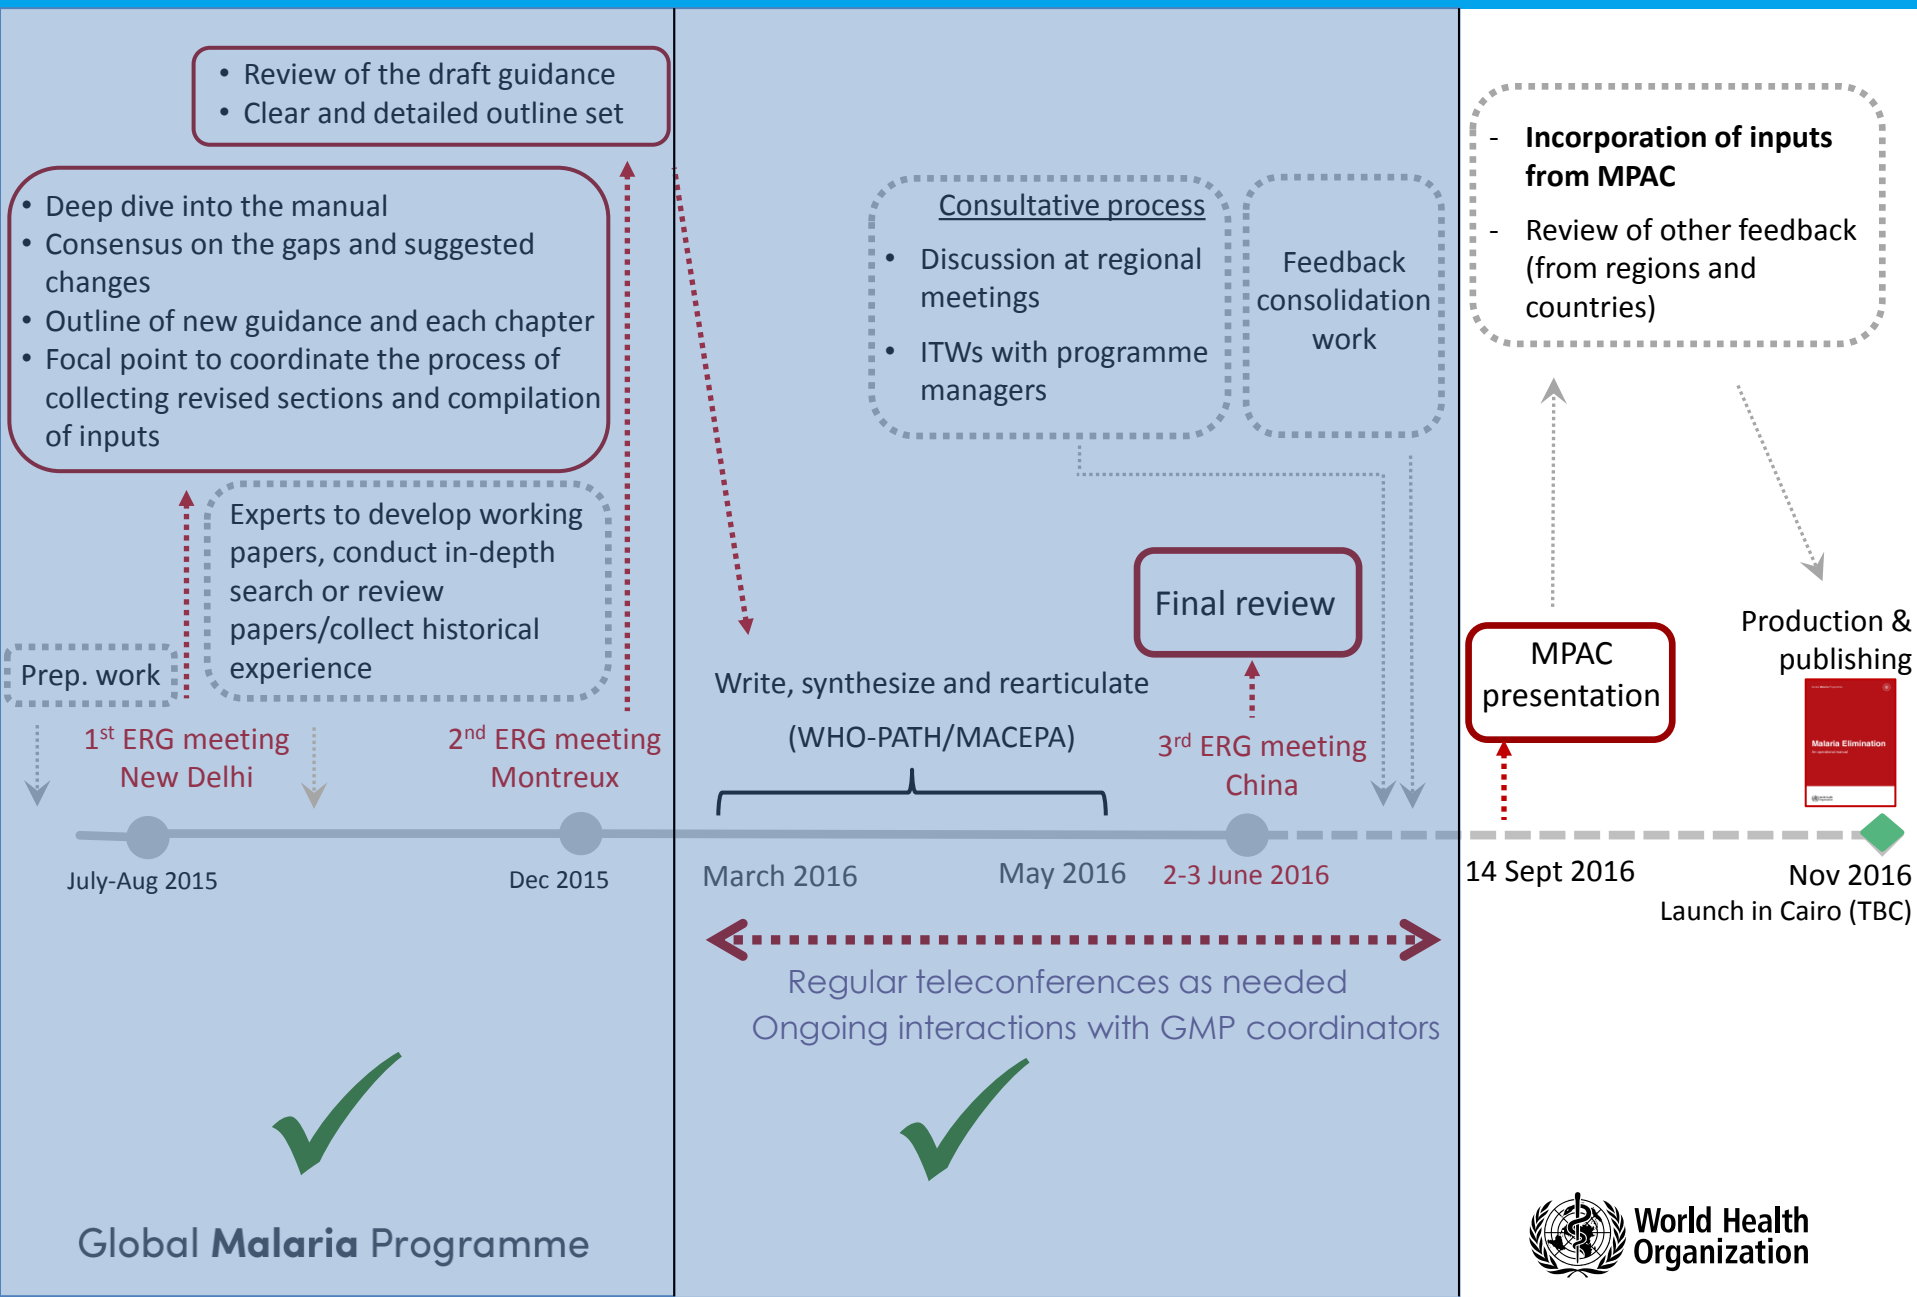 • Review of the draft guidance
• Clear and detailed outline set
• Deep dive into the manual
• Consensus on the gaps and suggested
changes
• Outline of new guidance and each chapter
• Focal point to coordinate the process of
collecting revised sections and compilation
of inputs
Experts to develop working
papers, conduct in-depth
search or review
papers/collect historical
experience
Prep. work
1st ERG meeting
New Delhi
2nd ERG meeting
Montreux
July-Aug 2015
Dec 2015
Consultative process
• Discussion at regional
meetings
• ITWs with programme
managers
Feedback
consolidation
work
Final review
Write, synthesize and rearticulate
(WHO-PATH/MACEPA)
3rd ERG meeting
China
March 2016
May 2016
2-3 June 2016
Regular teleconferences as needed
Ongoing interactions with GMP coordinators
- Incorporation of inputs
from MPAC
- Review of other feedback
(from regions and
countries)
MPAC
presentation
Production &
publishing
Malaria Elimination
14 Sept 2016
Nov 2016
Launch in Cairo (TBC)
Global Malaria Programme
World Health
Organization